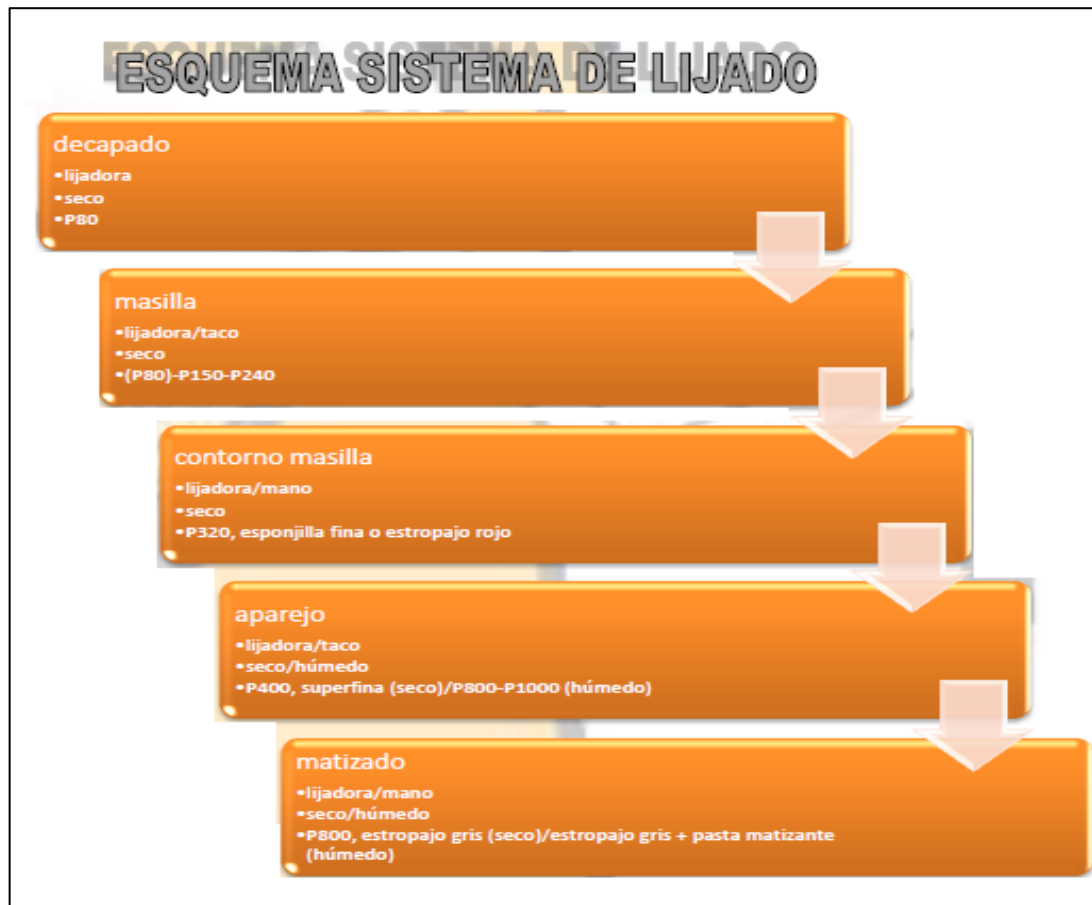 ESQUEMA SISTEMA DE LIJADO
decapado
•lijadora
•seco
•P80
masilla
•lijadora/taco
•seco
•(P80)-P150-P240
contorno masilla
•lijadora/mano
•seco
•P320, esponjilla fina o estropajo rojo
aparejo
•lijadora/taco
•seco/húmedo
•P400, superfina (seco)/P800-P1000 (húmedo)
matizado
•lijadora/mano
•seco/húmedo
•P800, estropajo gris (seco)/estropajo gris + pasta matizante
(húmedo)